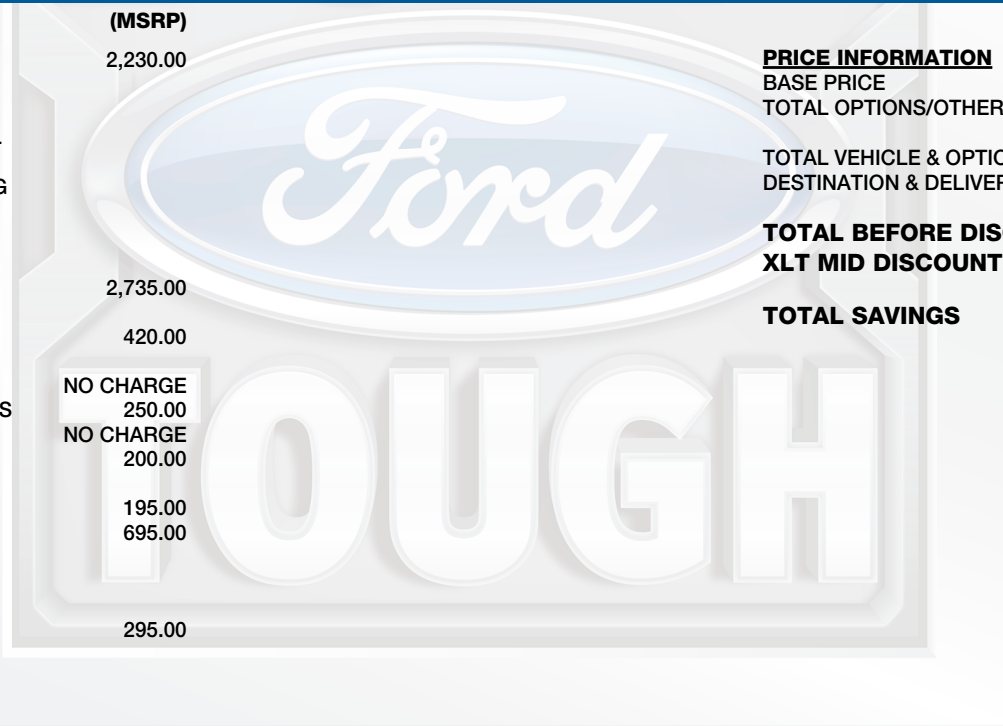 (MSRP)
2,230.00
G
2,735.00
420.00
NO CHARGE
S 250.00
NO CHARGE
200.00
195.00
695.00
295.00
PRICE INFORMATION
BASE PRICE
TOTAL OPTIONS/OTHER
TOTAL VEHICLE & OPTIO
DESTINATION & DELIVER
TOTAL BEFORE DIS
XLT MID DISCOUNT
TOTAL SAVINGS
Ford
TOUGH